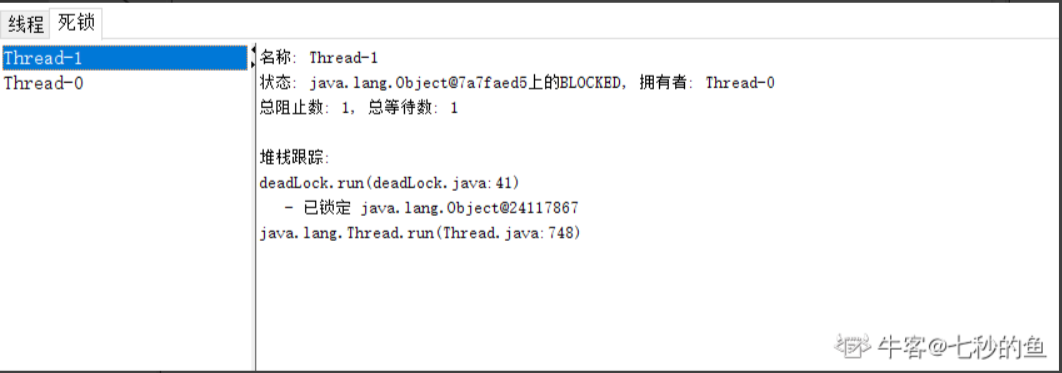 线程 死锁
Thread-1
Thread-0
名称: Thread-1
状态: java.lang.Object@7a7faed5上的BLOCKED, 拥有者: Thread-0
总阻止数: 1, 总等待数: 1
堆栈跟踪:
deadLock.run(deadLock.java:41)
- 已锁定 java.lang.Object@24117867
java.lang.Thread.run(Thread.java:748)
牛客@七秒的鱼